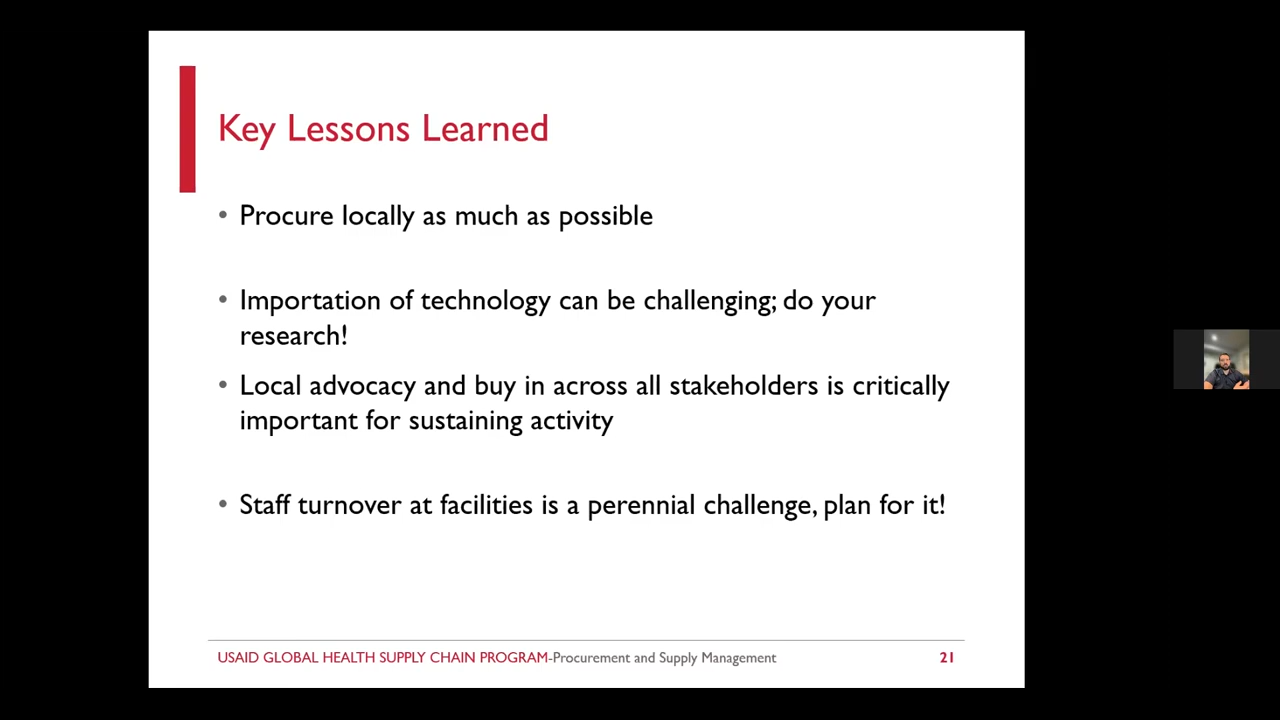 Key Lessons Learned
• Procure locally as much as possible
• Importation of technology can be challenging; do your
research!
• Local advocacy and buy in across all stakeholders is critically
important for sustaining activity
• Staff turnover at facilities is a perennial challenge, plan for it!
USAID GLOBAL HEALTH SUPPLY CHAIN PROGRAM-Procurement and Supply Management 21